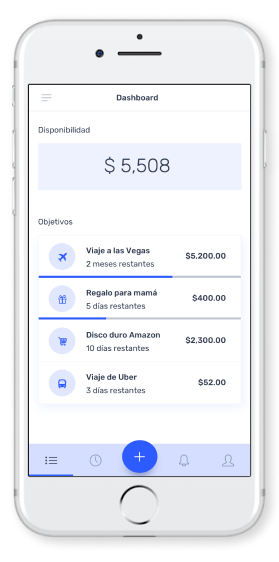 Dashboard
Disponibilidad
$ 5,508
Objetivos
Viaje a las Vegas
$5,200.00
2 meses restantes
Regalo para mamá
$400.00
5 días restantes
Disco duro Amazon
$2,300.00
10 días restantes
Viaje de Uber
$52.00
3 días restantes